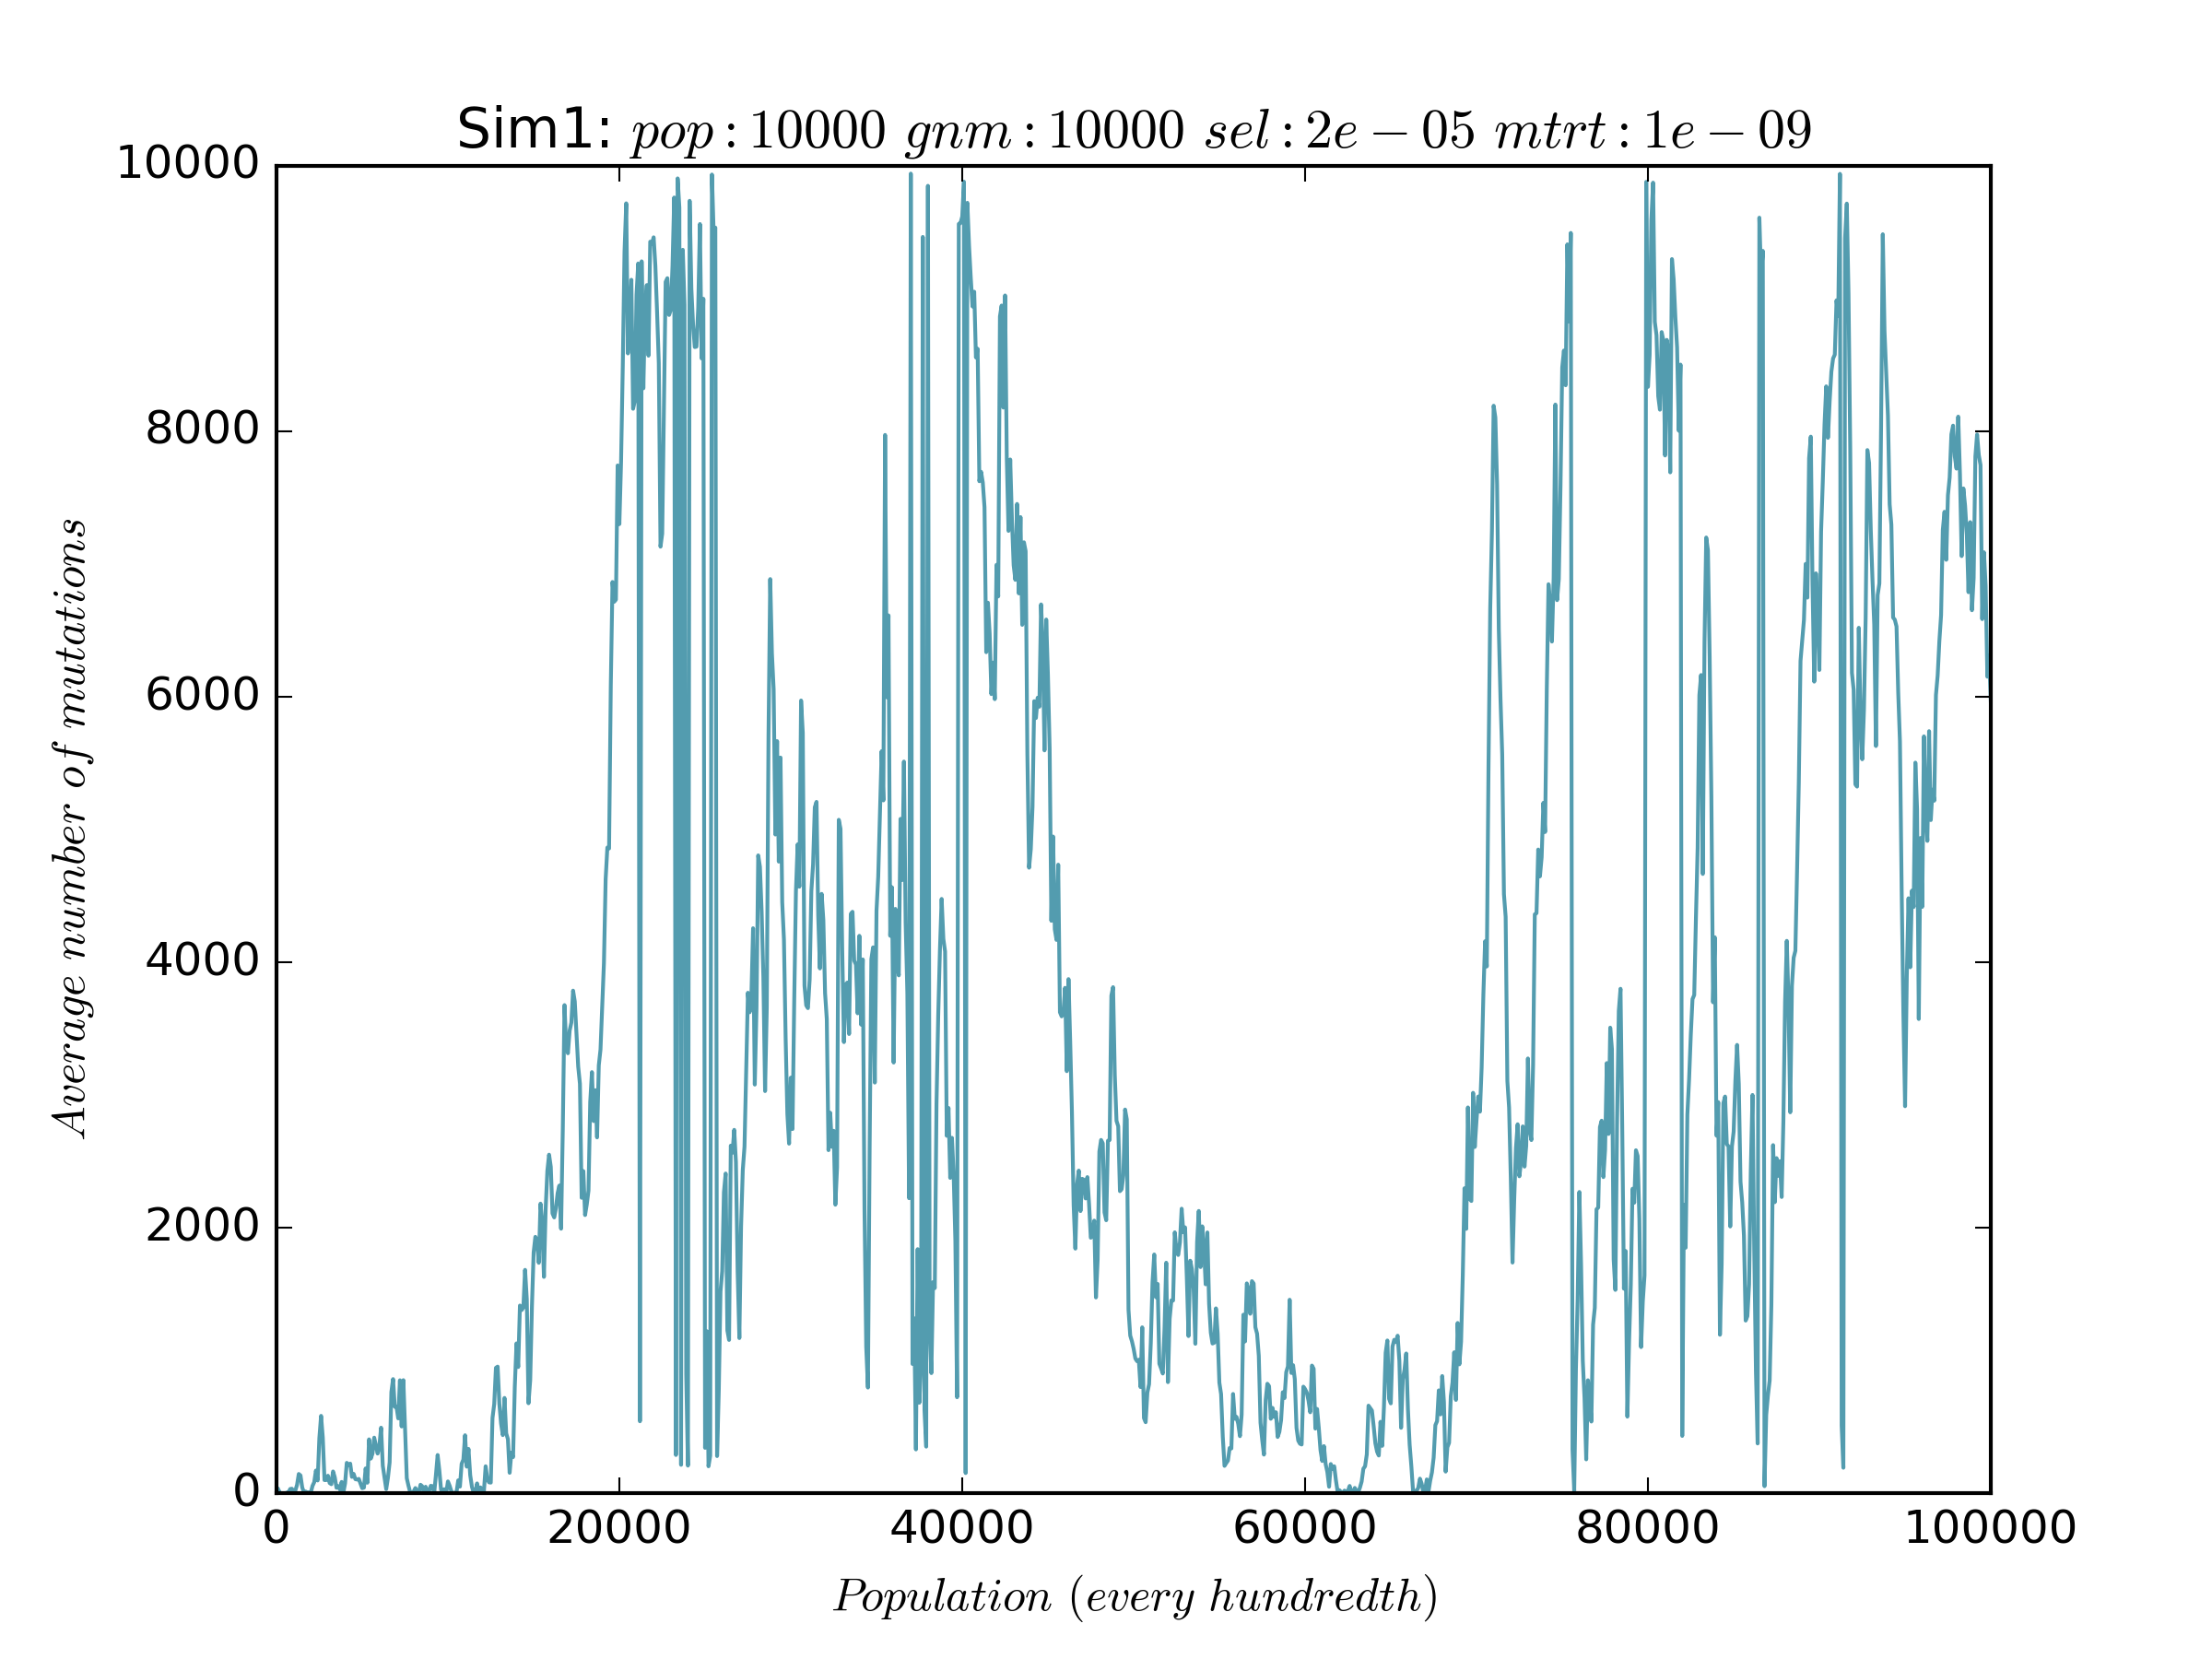 Sim1: pop : 10000 gnm : 10000 sel : 2e − 05 mtrt : 1e − 09
10000
8000
6000
4000
2000
0
Average number of mutations
0 20000 40000 60000 80000 100000
Population (every hundredth)